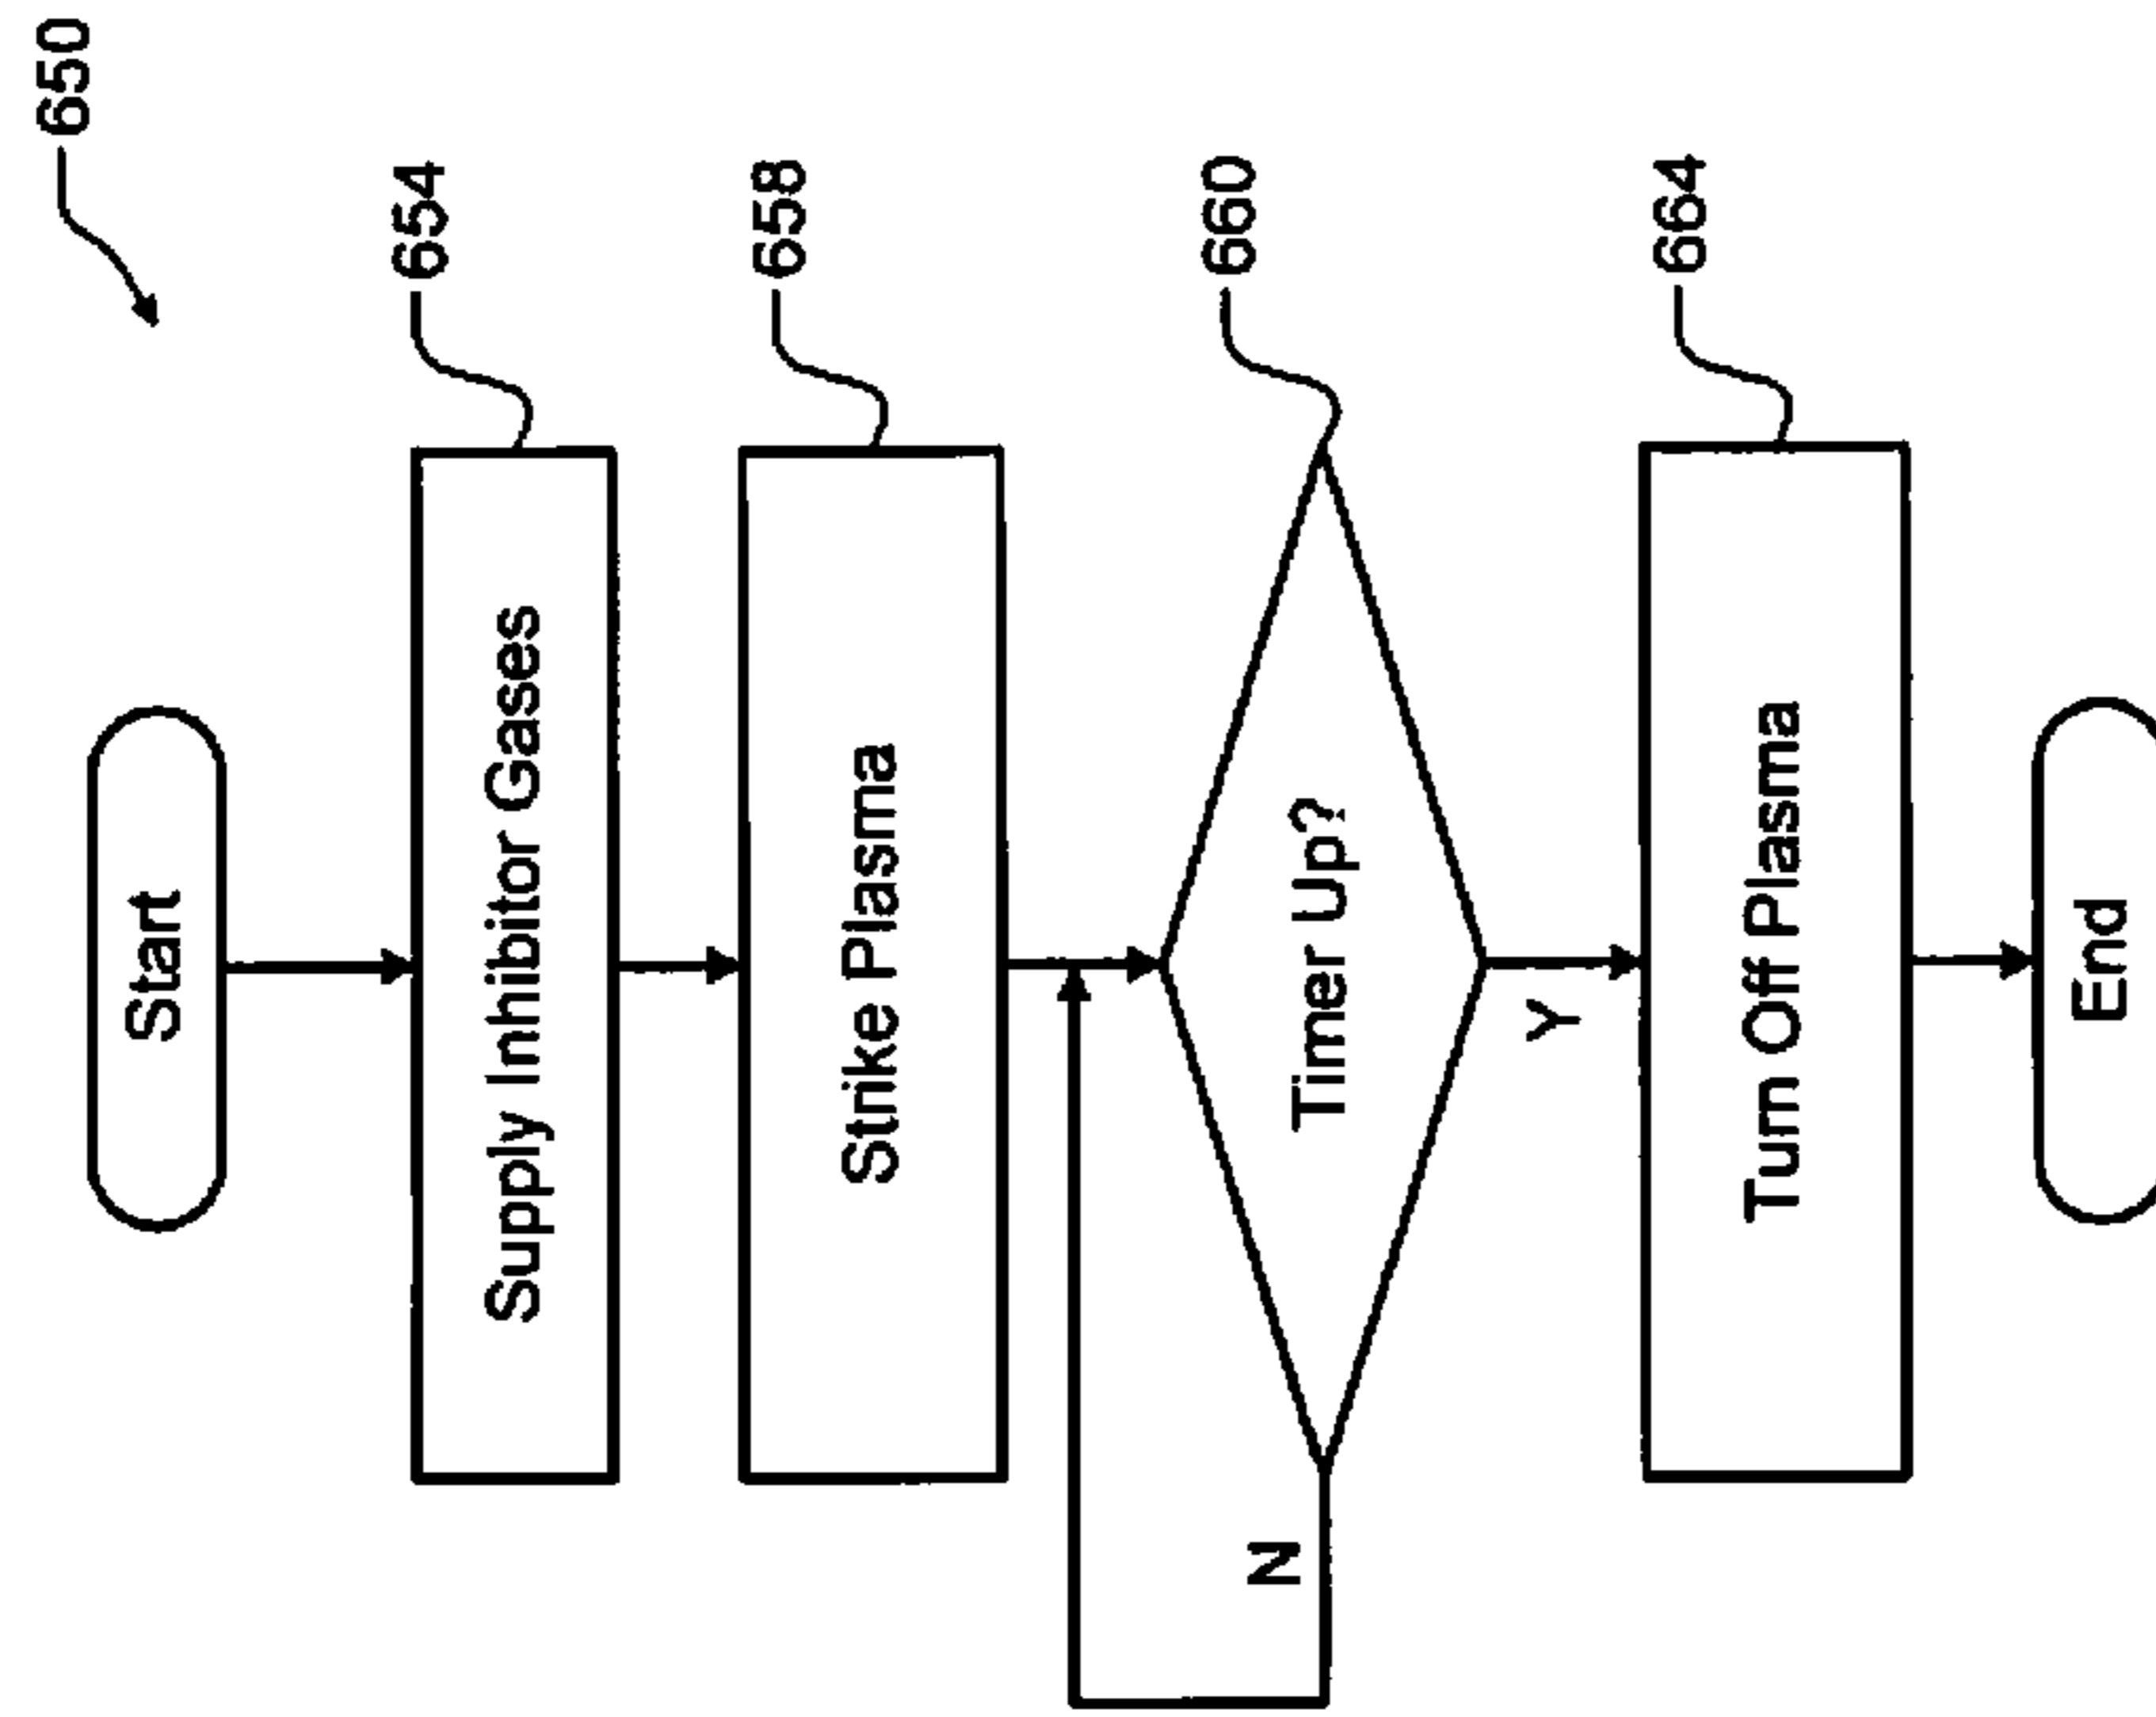 650
Start
Supply Inhibitor Gases
654
Strike Plasma
658
Timer Up?
660
N
Y
Turn Off Plasma
664
End